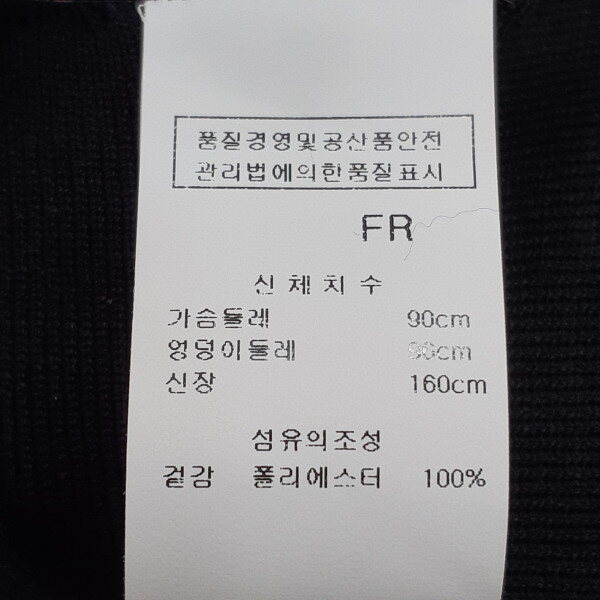 품질경영및공산품안전
관리법에의한품질표시
FR
신체치수
가슴둘레 90cm
엉덩이둘레 90cm
신장 160cm
섬유의조성
겉감 폴리에스터 100%